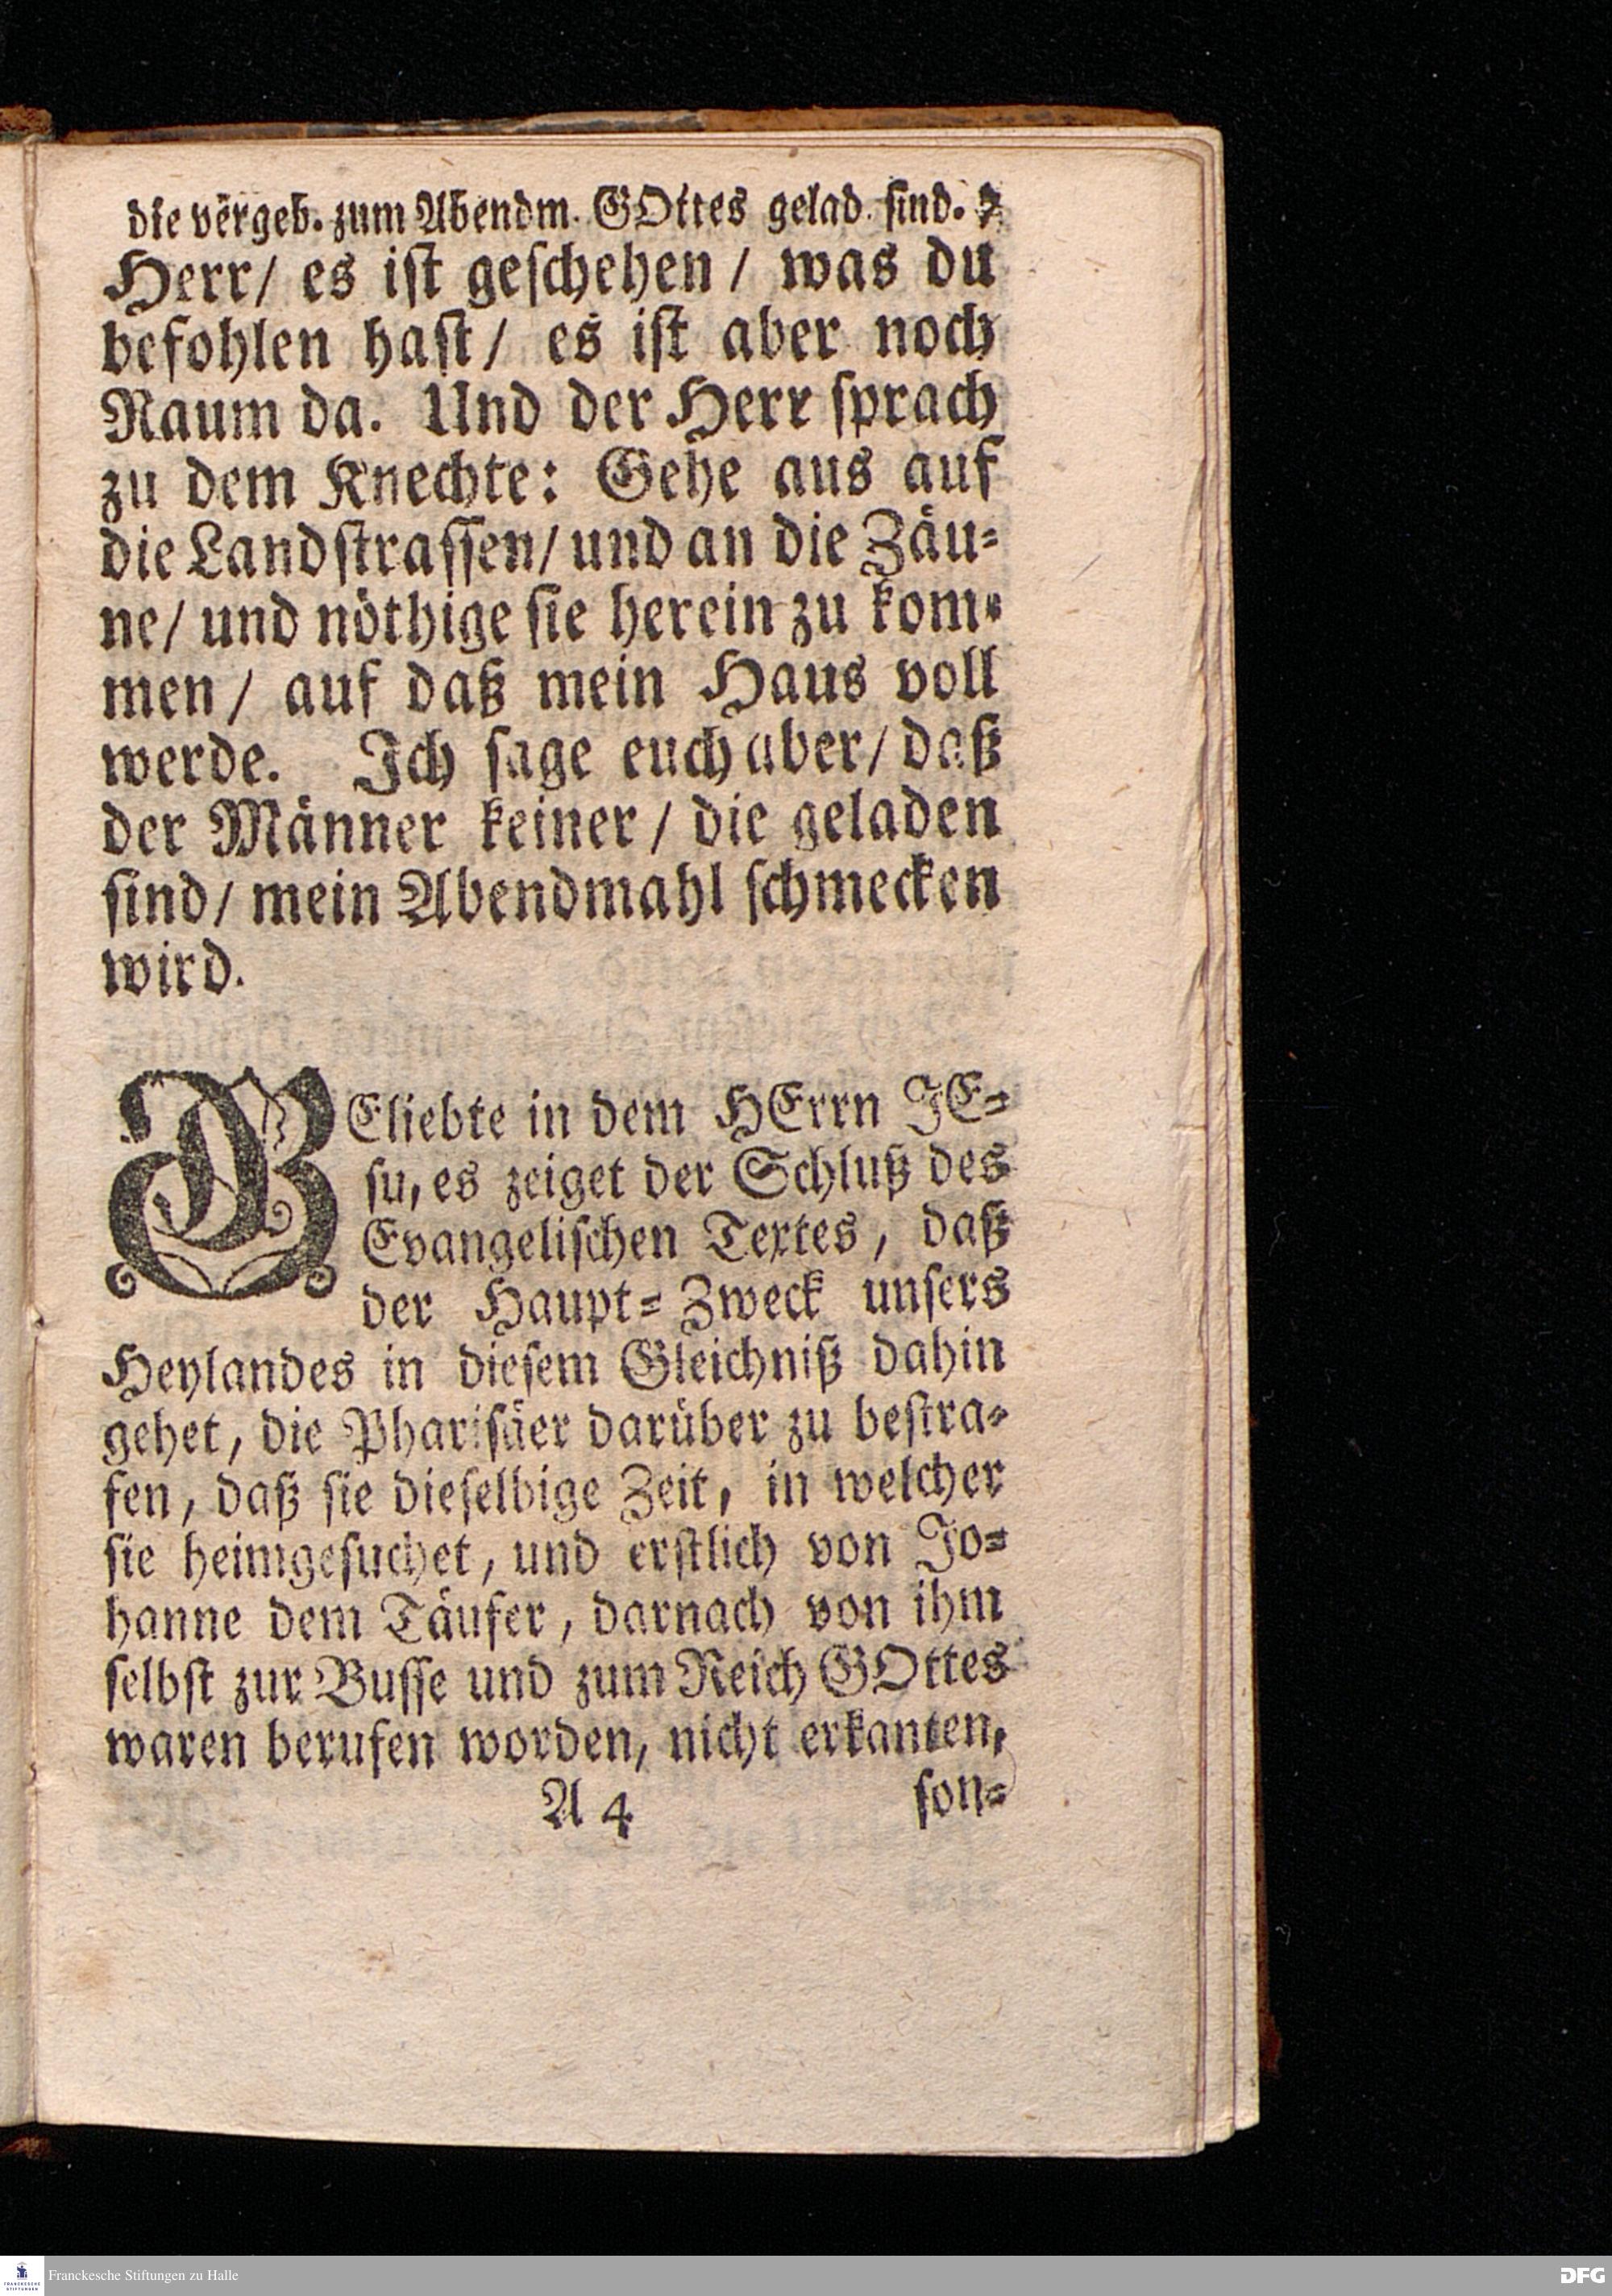 die vergeb. zum Abendm. GOttes gelad. sind. 7
Herr/ es ist geschehen / was du
befohlen hast/ es ist aber noch
Raum da. Und der Herr sprach
zu dem Knechte: Gehe aus auf
die Landstrassen/ und an die Zäu-
ne/ und nöthige sie herein zu kom-
men/ auf daß mein Haus voll
werde. Ich sage euch aber/ daß
der Männer keiner / die geladen
sind/ mein Abendmahl schmecken
wird.
GEliebte in dem HErrn JE-
su, es zeiget der Schluß des
Evangelischen Textes, daß
der Haupt-Zweck unsers
Heylandes in diesem Gleichniß dahin
gehet, die Pharisäer darüber zu bestra-
fen, daß sie dieselbige Zeit, in welcher
sie heimgesuchet, und erstlich von Jo-
hanne dem Täufer, darnach von ihm
selbst zur Busse und zum Reich GOttes
waren berufen worden, nicht erkanten,
A 4 son-
Franckesche Stiftungen zu Halle
DFG